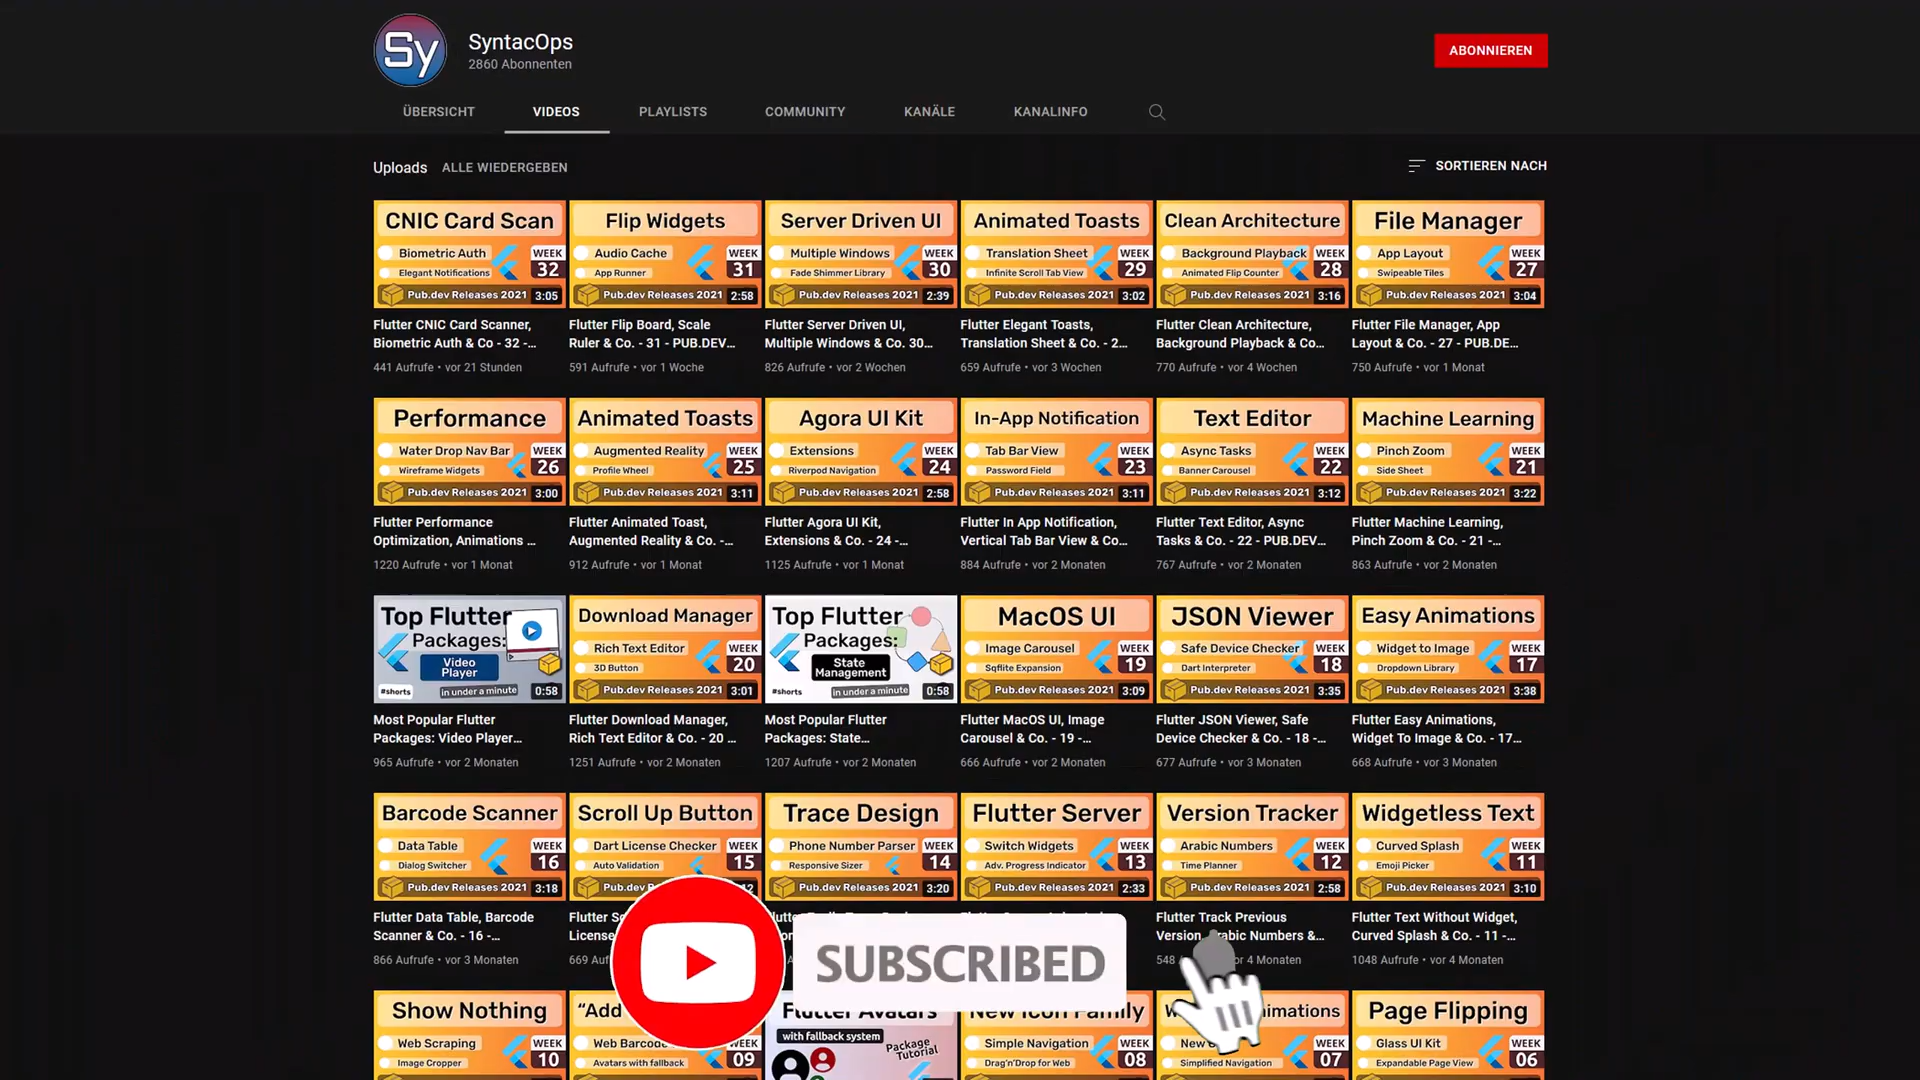 Sy
SyntacOps
2860 Abonnenten
ABONNIEREN
ÜBERSICHT
VIDEOS
PLAYLISTS
COMMUNITY
KANÄLE
KANALINFO
Uploads
ALLE WIEDERGEBEN
SORTIEREN NACH
CNIC Card Scan
Biometric Auth
Elegant Notifications
WEEK
32
Pub.dev Releases 2021
3:05
Flutter CNIC Card Scanner,
Biometric Auth & Co - 32 -...
441 Aufrufe • vor 21 Stunden
Flip Widgets
Audio Cache
App Runner
WEEK
31
Pub.dev Releases 2021
2:58
Flutter Flip Board, Scale
Ruler & Co. - 31 - PUB.DEV...
591 Aufrufe • vor 1 Woche
Server Driven UI
Multiple Windows
Fade Shimmer Library
WEEK
30
Pub.dev Releases 2021
2:39
Flutter Server Driven UI,
Multiple Windows & Co. 30...
826 Aufrufe • vor 2 Wochen
Animated Toasts
Translation Sheet
Infinite Scroll Tab View
WEEK
29
Pub.dev Releases 2021
3:02
Flutter Elegant Toasts,
Translation Sheet & Co. - 2...
659 Aufrufe • vor 3 Wochen
Clean Architecture
Background Playback
Animated Flip Counter
WEEK
28
Pub.dev Releases 2021
3:16
Flutter Clean Architecture,
Background Playback & Co...
770 Aufrufe • vor 4 Wochen
File Manager
App Layout
Swipeable Tiles
WEEK
27
Pub.dev Releases 2021
3:04
Flutter File Manager, App
Layout & Co. - 27 - PUB.DE...
750 Aufrufe • vor 1 Monat
Performance
Water Drop Nav Bar
Wireframe Widgets
WEEK
26
Pub.dev Releases 2021
3:00
Flutter Performance
Optimization, Animations ...
1220 Aufrufe • vor 1 Monat
Animated Toasts
Augmented Reality
Profile Wheel
WEEK
25
Pub.dev Releases 2021
3:11
Flutter Animated Toast,
Augmented Reality & Co. -...
912 Aufrufe • vor 1 Monat
Agora UI Kit
Extensions
Riverpod Navigation
WEEK
24
Pub.dev Releases 2021
2:58
Flutter Agora UI Kit,
Extensions & Co. - 24 -...
1125 Aufrufe • vor 1 Monat
In-App Notification
Tab Bar View
Password Field
WEEK
23
Pub.dev Releases 2021
3:11
Flutter In App Notification,
Vertical Tab Bar View & Co...
884 Aufrufe • vor 2 Monaten
Text Editor
Async Tasks
Banner Carousel
WEEK
22
Pub.dev Releases 2021
3:12
Flutter Text Editor, Async
Tasks & Co. - 22 - PUB.DEV...
767 Aufrufe • vor 2 Monaten
Machine Learning
Pinch Zoom
Side Sheet
WEEK
21
Pub.dev Releases 2021
3:22
Flutter Machine Learning,
Pinch Zoom & Co. - 21 -...
863 Aufrufe • vor 2 Monaten
Top Flutter
Packages:
Video
Player
#shorts
in under a minute
0:58
Most Popular Flutter
Packages: Video Player...
965 Aufrufe • vor 2 Monaten
Download Manager
Rich Text Editor
3D Button
WEEK
20
Pub.dev Releases 2021
3:01
Flutter Download Manager,
Rich Text Editor & Co. - 20 ...
1251 Aufrufe • vor 2 Monaten
Top Flutter
Packages:
State
Management
#shorts
in under a minute
0:58
Most Popular Flutter
Packages: State...
1207 Aufrufe • vor 2 Monaten
MacOS UI
Image Carousel
Sqflite Expansion
WEEK
19
Pub.dev Releases 2021
3:09
Flutter MacOS UI, Image
Carousel & Co. - 19 -...
666 Aufrufe • vor 2 Monaten
JSON Viewer
Safe Device Checker
Dart Interpreter
WEEK
18
Pub.dev Releases 2021
3:35
Flutter JSON Viewer, Safe
Device Checker & Co. - 18 -...
677 Aufrufe • vor 3 Monaten
Easy Animations
Widget to Image
Dropdown Library
WEEK
17
Pub.dev Releases 2021
3:38
Flutter Easy Animations,
Widget To Image & Co. - 17...
668 Aufrufe • vor 3 Monaten
Barcode Scanner
Data Table
Dialog Switcher
WEEK
16
Pub.dev Releases 2021
3:18
Flutter Data Table, Barcode
Scanner & Co. - 16 -...
866 Aufrufe • vor 3 Monaten
Scroll Up Button
Dart License Checker
Auto Validation
WEEK
15
Flutter
669
Trace Design
Phone Number Parser
Responsive Sizer
WEEK
14
Pub.dev Releases 2021
3:20
Flutter Server
Switch Widgets
Adv. Progress Indicator
WEEK
13
Pub.dev Releases 2021
2:33
Version Tracker
Arabic Numbers
Time Planner
WEEK
12
Pub.dev Releases 2021
2:58
Flutter Track Previous
Version, Arabic Numbers &...
548 vor 4 Monaten
Widgetless Text
Curved Splash
Emoji Picker
WEEK
11
Pub.dev Releases 2021
3:10
Flutter Text Without Widget,
Curved Splash & Co. - 11 -...
1048 Aufrufe • vor 4 Monaten
SUBSCRIBED
Show Nothing
Web Scraping
Image Cropper
WEEK
10
"Add
Web Barcode
Avatars with fallback
WEEK
09
Flutter Avatars
with fallback system
Package
Tutorial
New Icon Family
Simple Navigation
Drag'n'Drop for Web
WEEK
08
Simplified Navigation
WEEK
07
Page Flipping
Glass UI Kit
Expandable Page View
WEEK
06